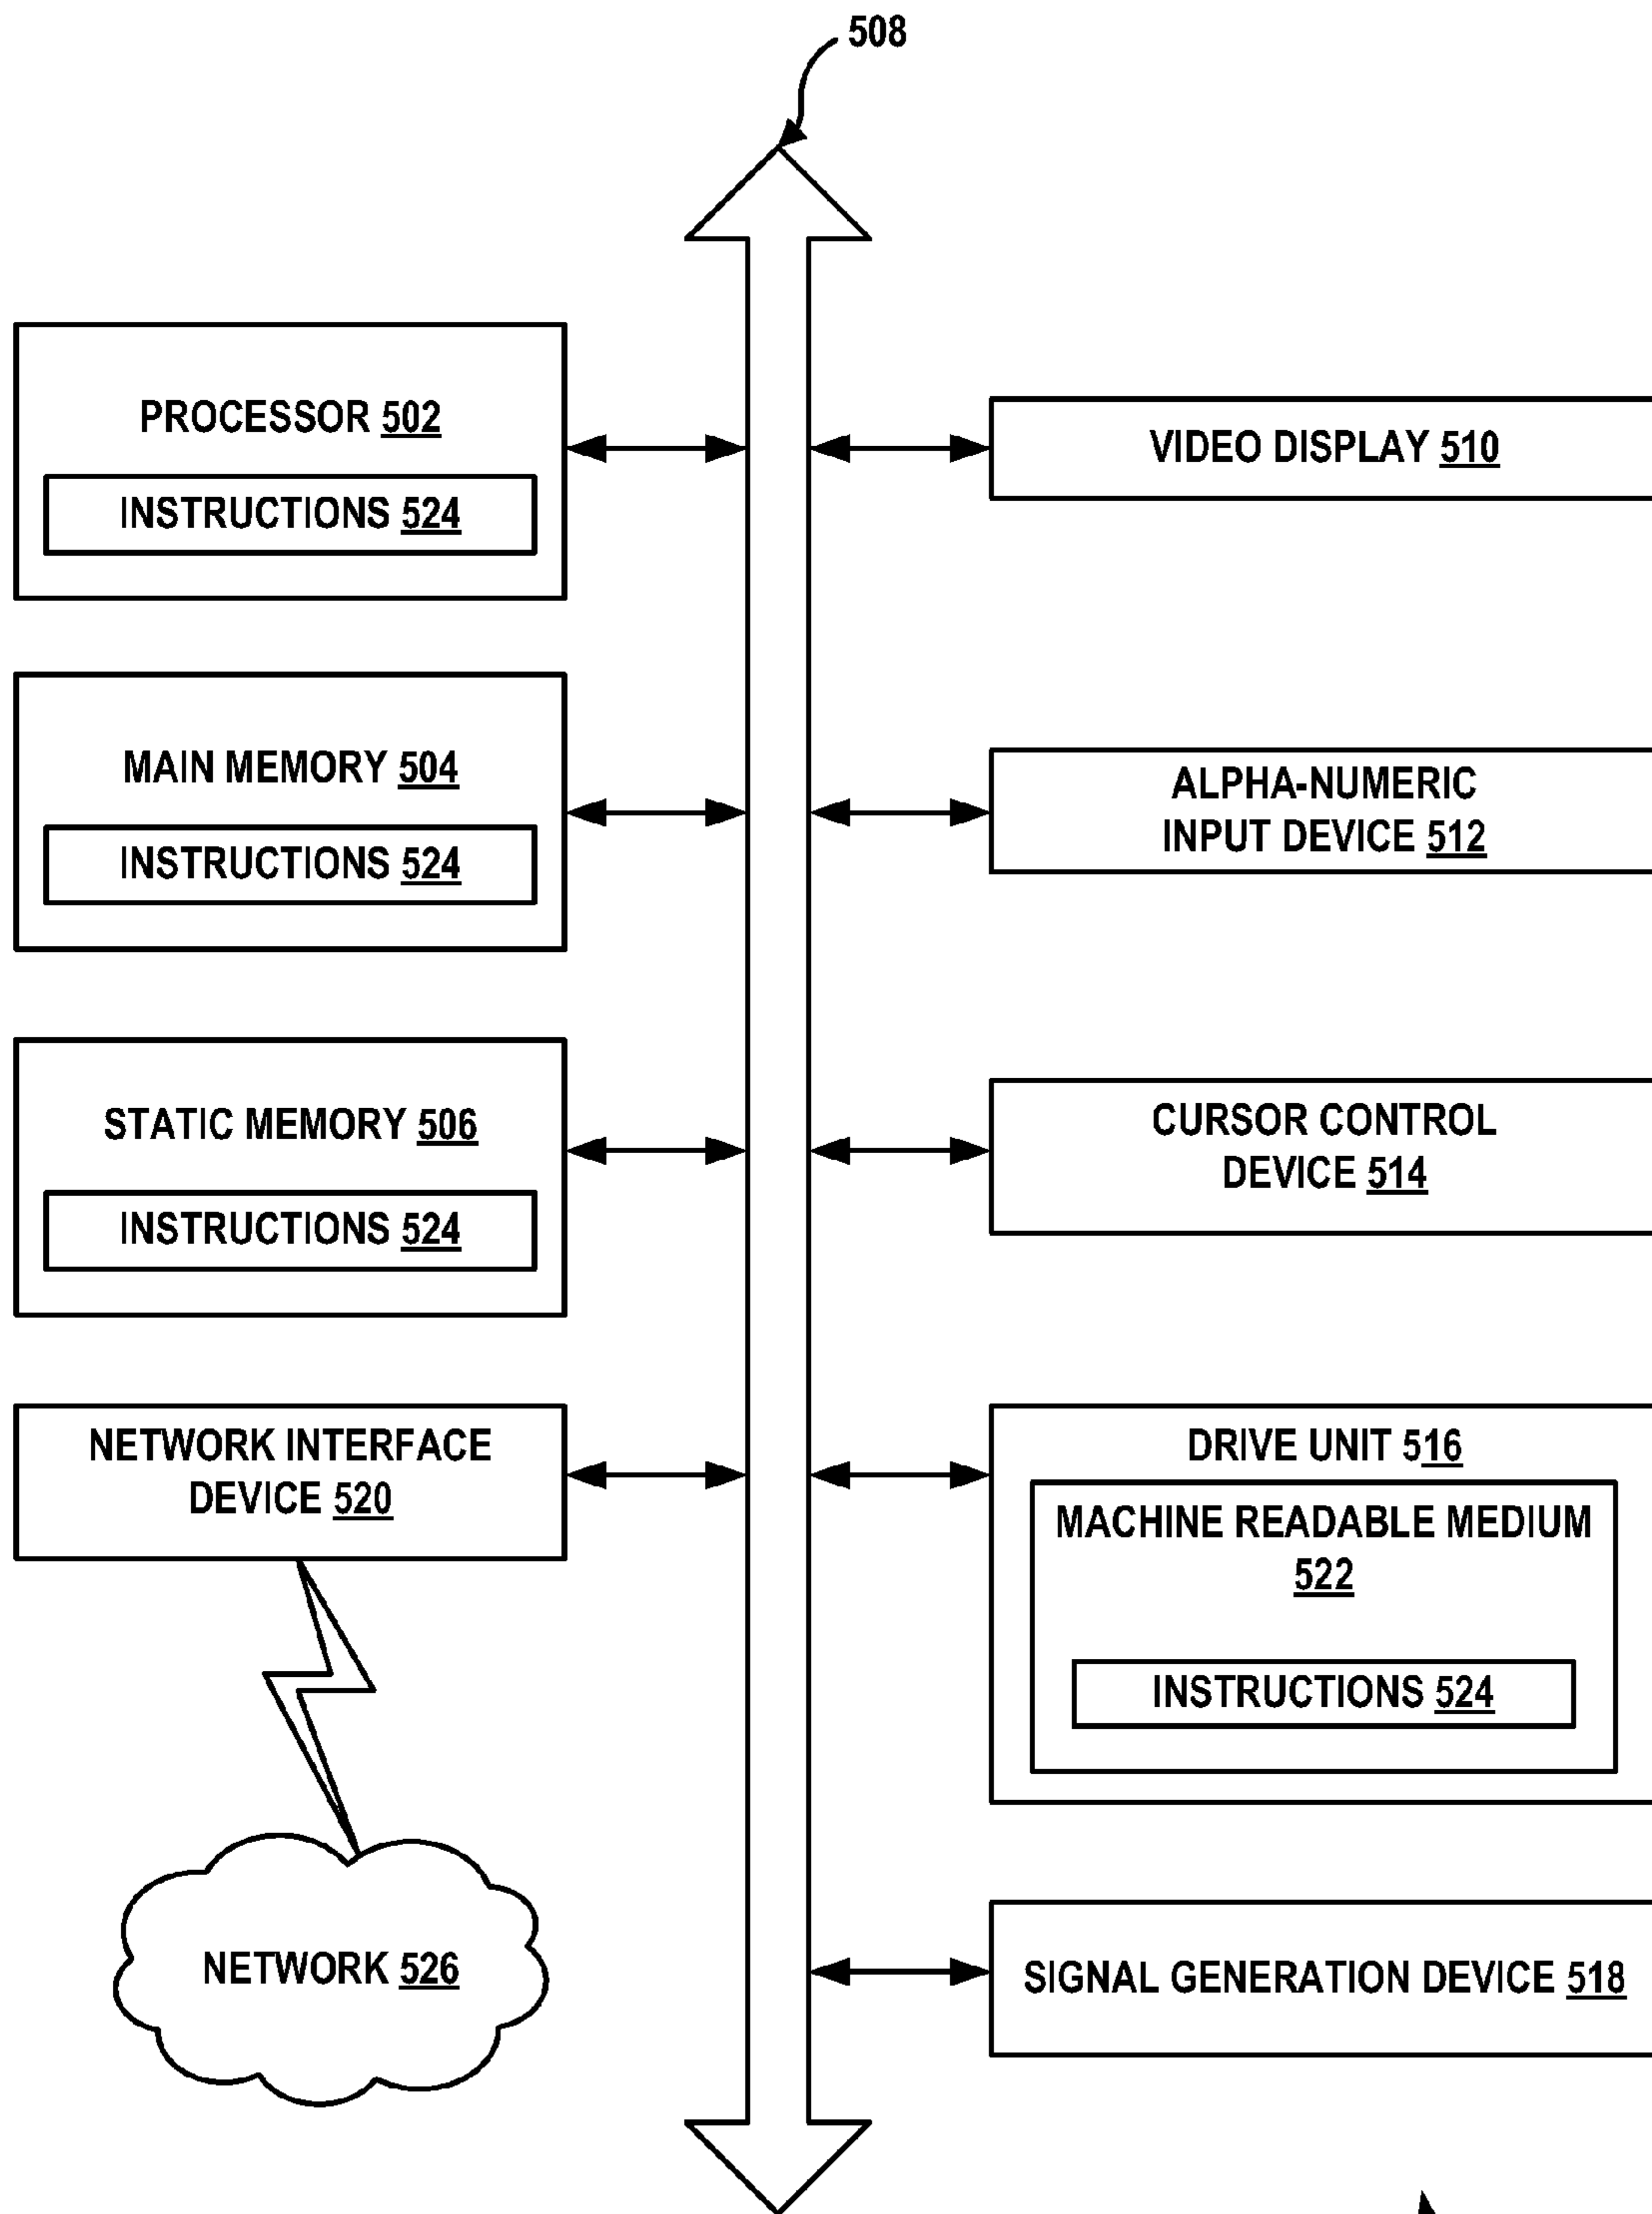 508
PROCESSOR 502
INSTRUCTIONS 524
VIDEO DISPLAY 510
MAIN MEMORY 504
INSTRUCTIONS 524
ALPHA-NUMERIC
INPUT DEVICE 512
STATIC MEMORY 506
INSTRUCTIONS 524
CURSOR CONTROL
DEVICE 514
NETWORK INTERFACE
DEVICE 520
DRIVE UNIT 516
MACHINE READABLE MEDIUM
522
INSTRUCTIONS 524
NETWORK 526
SIGNAL GENERATION DEVICE 518